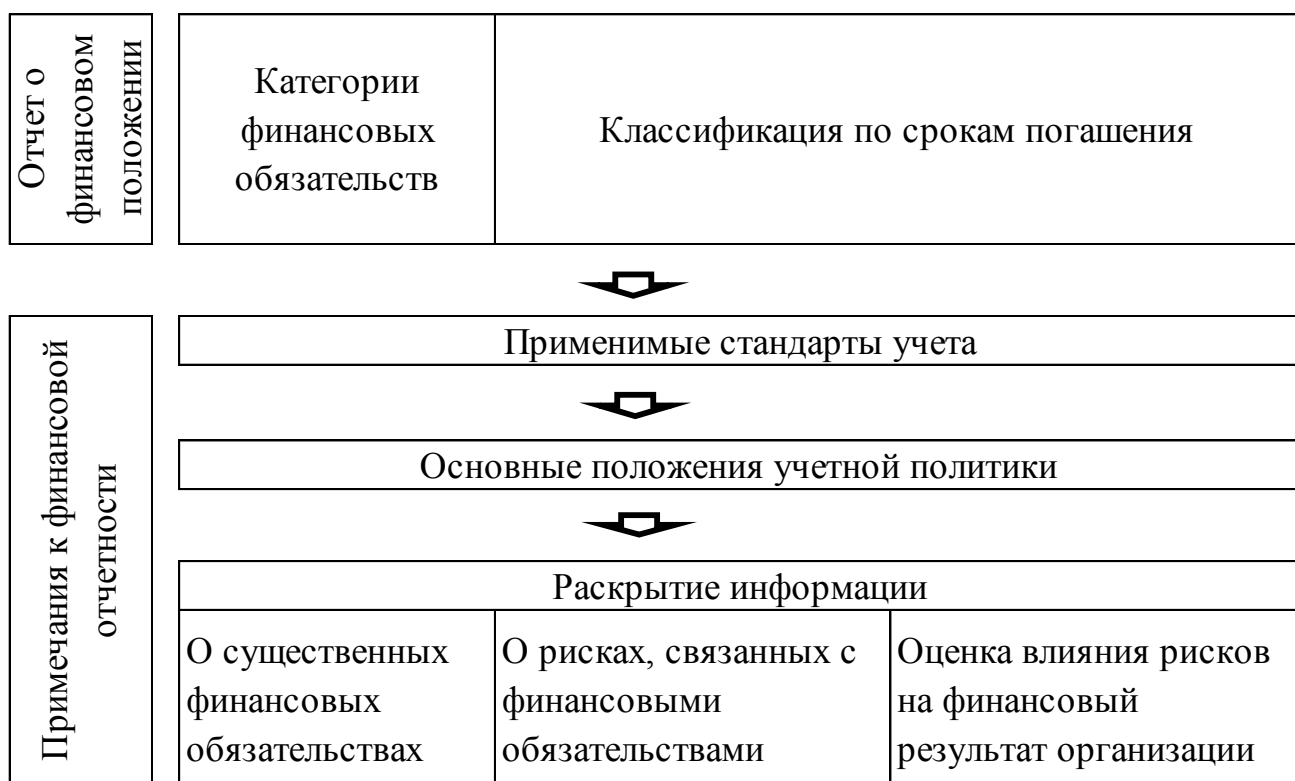 Отчет о
финансовом
положении
Категории
финансовых
обязательств
Классификация по срокам погашения
Примечания к финансовой
отчетности
Применимые стандарты учета
Основные положения учетной политики
Раскрытие информации
О существенных
финансовых
обязательствах
О рисках, связанных с
финансовыми
обязательствами
Оценка влияния рисков
на финансовый
результат организации